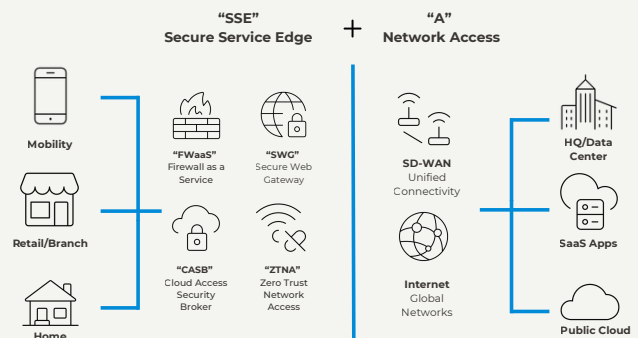 “SSE”
Secure Service Edge
+
“A”
Network Access
Mobility
Retail/Branch
Home
“FWaaS”
Firewall as a
Service
“SWG”
Secure Web
Gateway
“CASB”
Cloud Access
Security
Broker
“ZTNA”
Zero Trust
Network
Access
SD-WAN
Unified
Connectivity
Internet
Global
Networks
HQ/Data
Center
SaaS Apps
Public Cloud